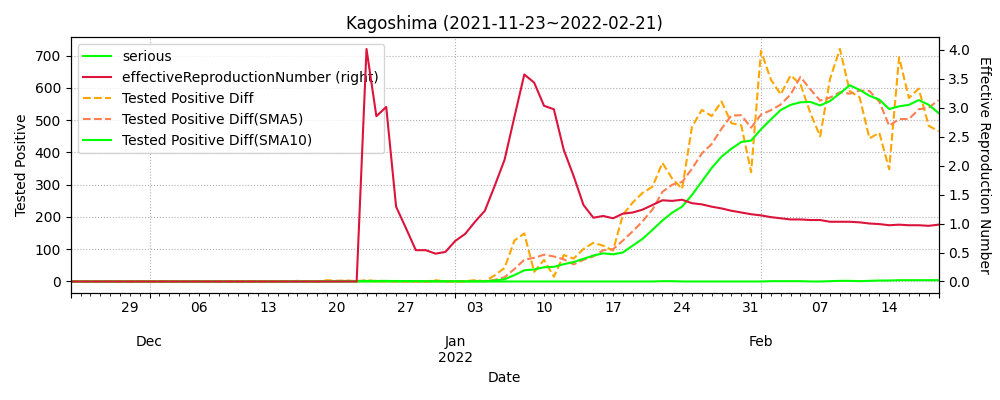 Kagoshima (2021-11-23~2022-02-21)
serious
effectiveReproductionNumber (right)
Tested Positive Diff
Tested Positive Diff(SMA5)
Tested Positive Diff(SMA10)
Tested Positive
700
600
500
400
300
200
100
0
4.0
3.5
3.0
2.5
2.0
1.5
1.0
0.5
0.0
Effective Reproduction Number
29 06 13 20 27 03 10 17 24 31 07 14
Dec Jan Feb
2022
Date